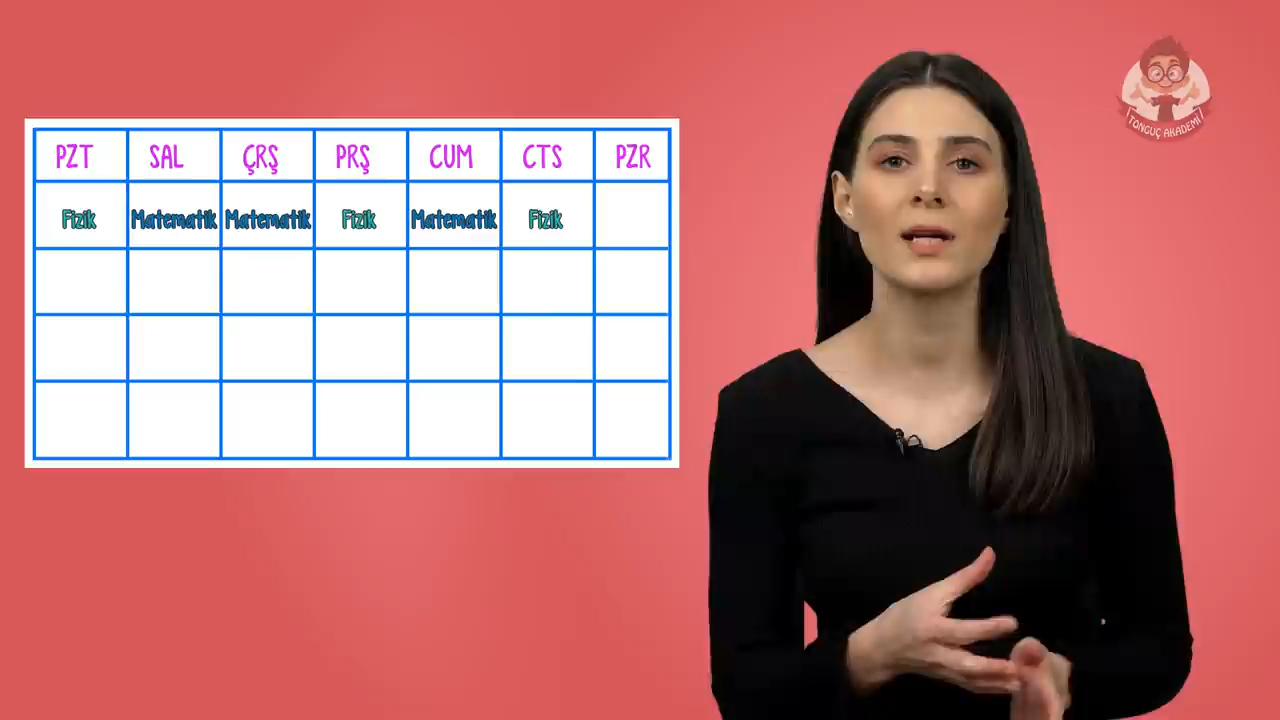 PZT SAL ÇRŞ PRŞ CUM CTS PZR
Fizik Matematik Matematik Fizik Matematik Fizik
TONGUÇ AKADEMİ